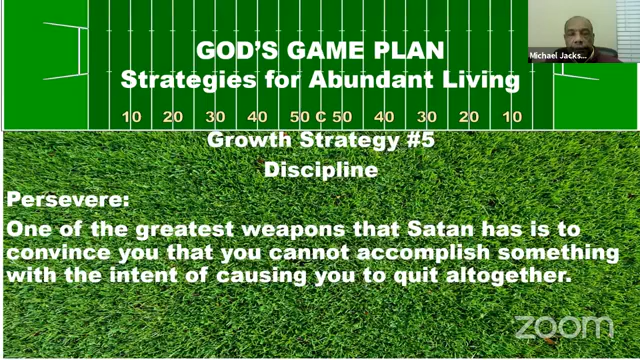 GOD'S GAME PLAN
Strategies for Abundant Living
10 20 30 40 50 C 50 40 30 20 10
Michael Jacks...
Growth Strategy #5
Discipline
Persevere:
One of the greatest weapons that Satan has is to
convince you that you cannot accomplish something
with the intent of causing you to quit altogether.
zoom